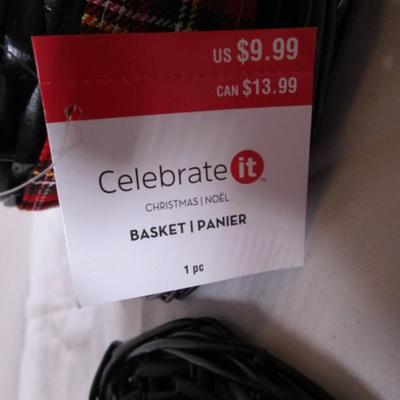 US $9.99
CAN $13.99
Celebrate it
CHRISTMAS | NOËL
BASKET | PANIER
1 pc